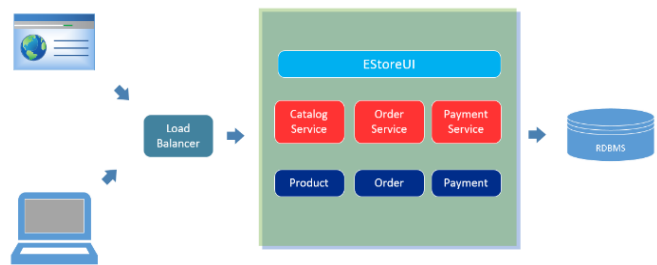 EStoreUI
Load
Balancer
Catalog
Service
Order
Service
Payment
Service
RDBMS
Product
Order
Payment